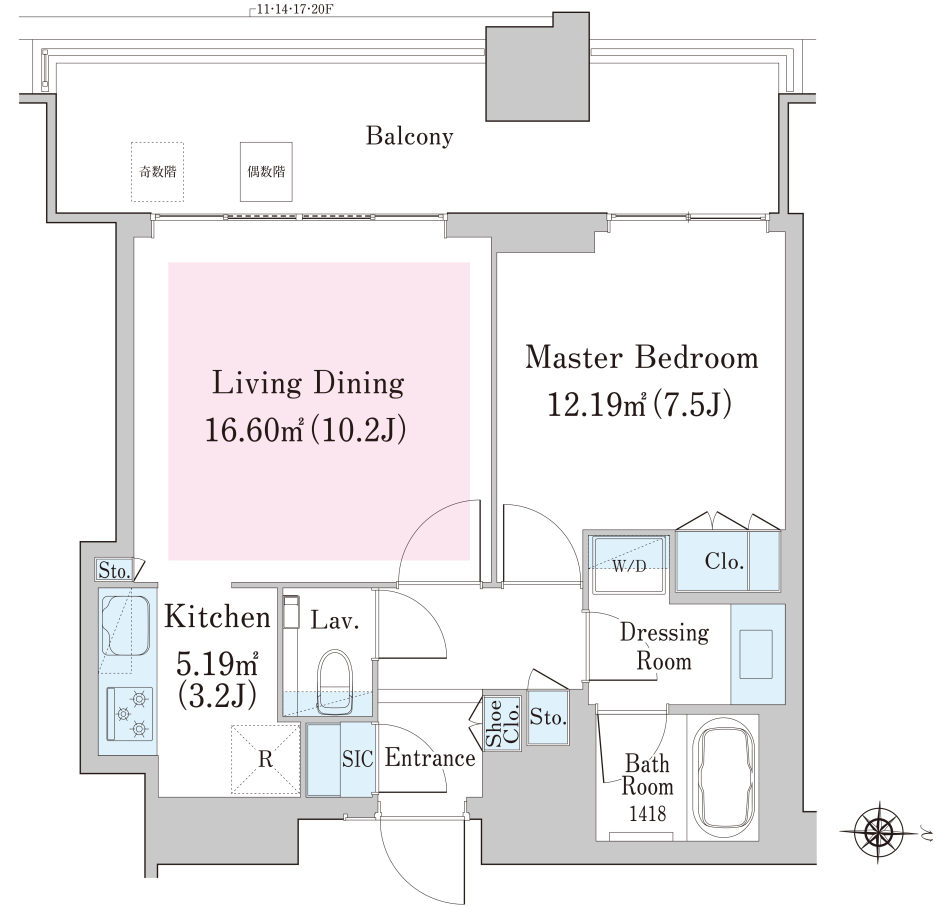 11・14・17・20F
Balcony
奇数階
偶数階
Living Dining
16.60㎡(10.2J)
Master Bedroom
12.19㎡(7.5J)
Sto.
W/D
Clo.
Kitchen
5.19㎡
(3.2J)
Lav.
Dressing
Room
Shoe
Clo.
Sto.
R
SIC
Entrance
Bath
Room
1418
N